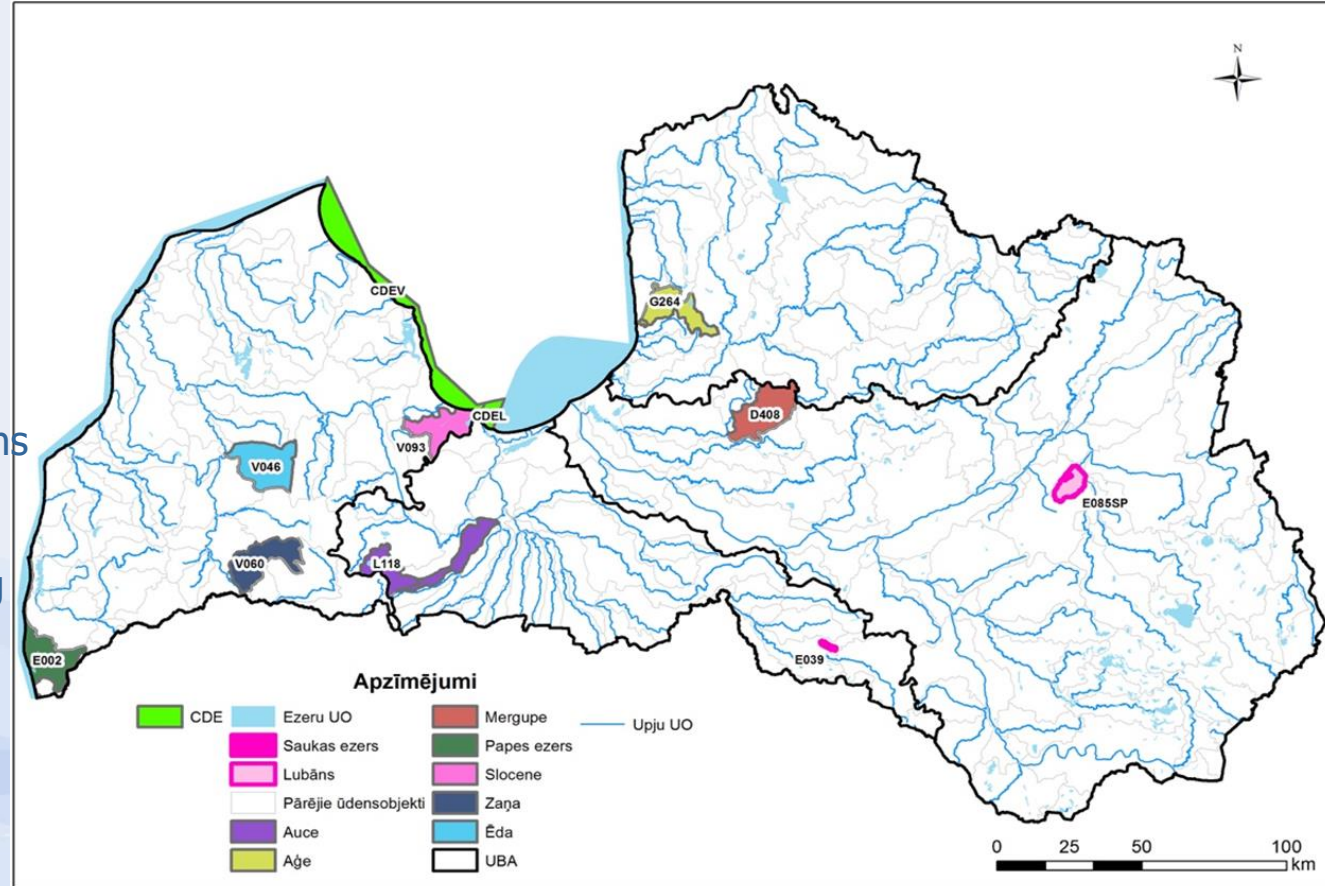 N
CDEV
G264
CDEL
D408
V093
V046
E085SP
V060
L118
E002
E039
ns
g
Apzīmējumi
CDE
Ezeru UO
Mergupe
Upju UO
Saukas ezers
Papes ezers
Lubāns
Slocene
Pārējie ūdensobjekti
Zaņa
Auce
Ēda
Aģe
UBA
0 25 50 100
km